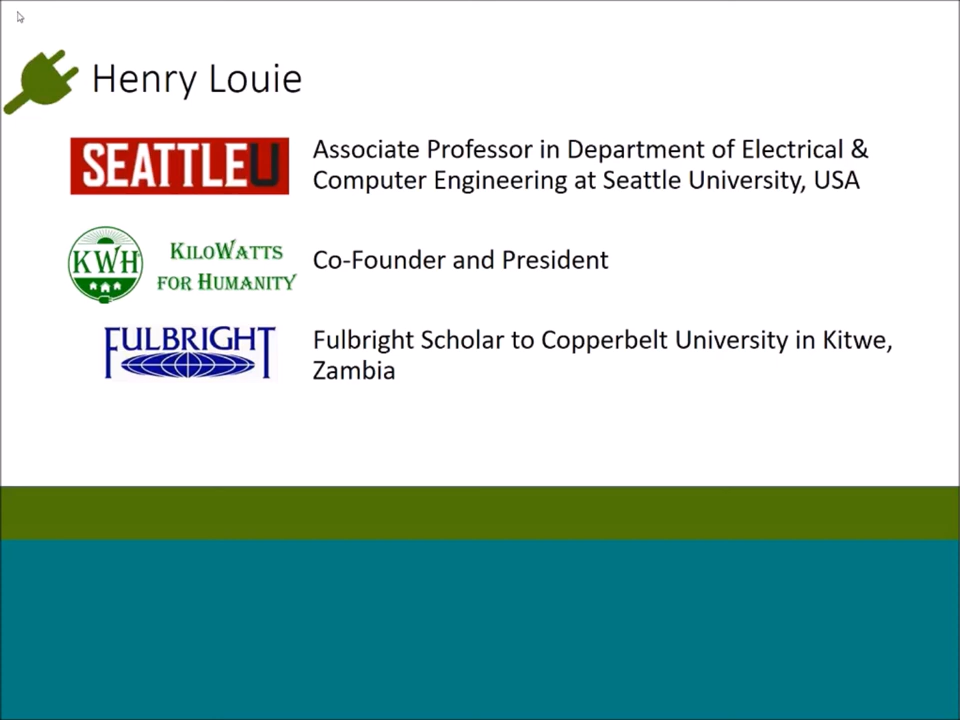 Henry Louie
SEATTLEU
Associate Professor in Department of Electrical &
Computer Engineering at Seattle University, USA
KWH
KILOWATTS
FOR HUMANITY
Co-Founder and President
FULBRIGHT
Fulbright Scholar to Copperbelt University in Kitwe,
Zambia